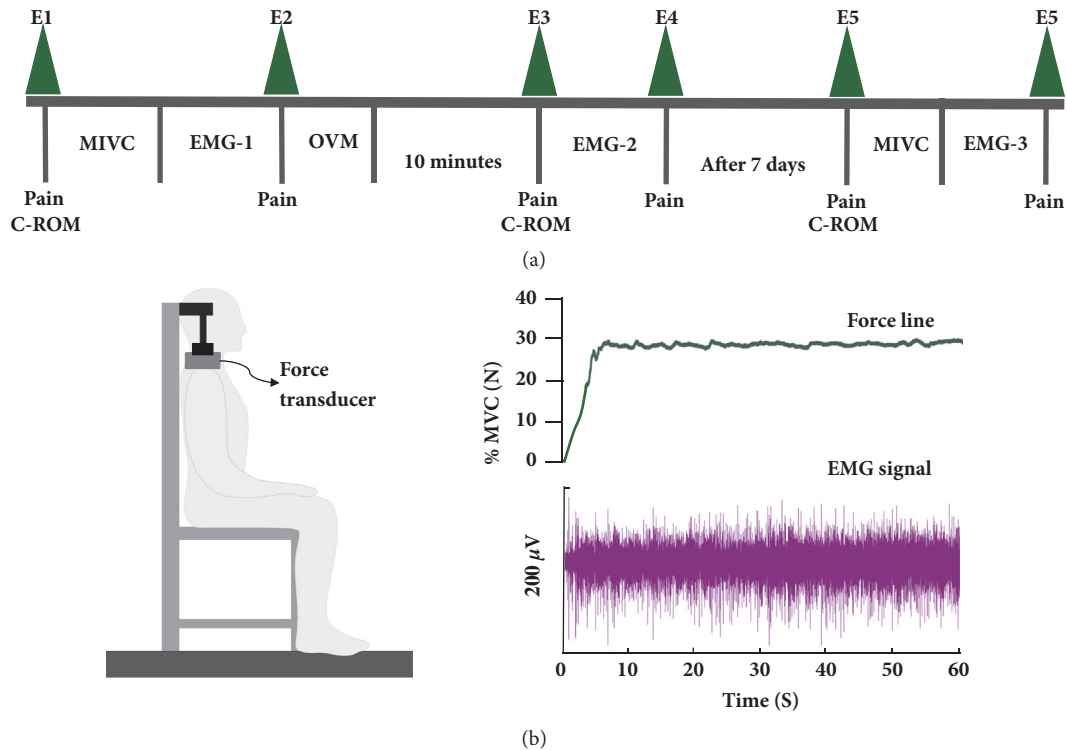 E1 E2 E3 E4 E5 E5
MIVC EMG-1 OVM 10 minutes EMG-2 After 7 days MIVC EMG-3
Pain Pain Pain Pain Pain Pain
C-ROM C-ROM C-ROM
(a)
Force
transducer
% MVC (N)
40
30
20
10
0
Force line
EMG signal
200 μV
0 10 20 30 40 50 60
Time (S)
(b)